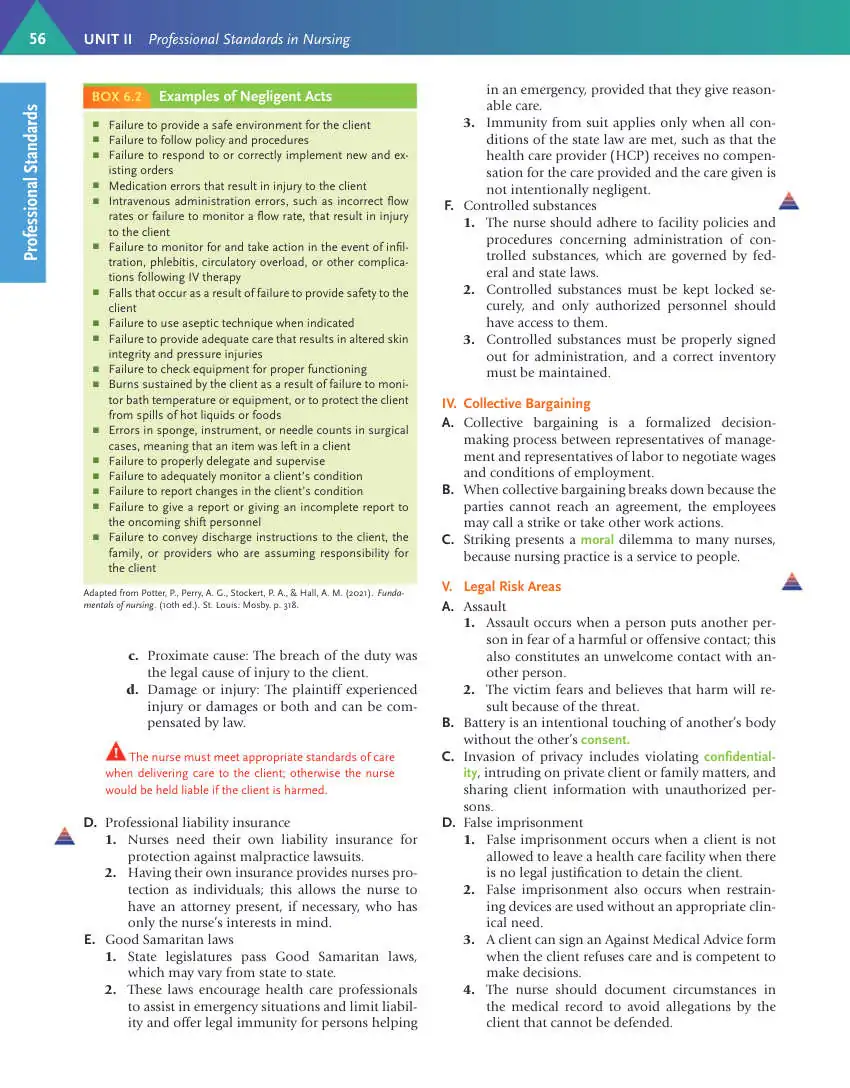 56 UNIT II Professional Standards in Nursing
Professional Standards
BOX 6.2 Examples of Negligent Acts
■ Failure to provide a safe environment for the client
■ Failure to follow policy and procedures
■ Failure to respond to or correctly implement new and ex-
isting orders
■ Medication errors that result in injury to the client
■ Intravenous administration errors, such as incorrect flow
rates or failure to monitor a flow rate, that result in injury
to the client
■ Failure to monitor for and take action in the event of infil-
tration, phlebitis, circulatory overload, or other complica-
tions following IV therapy
■ Falls that occur as a result of failure to provide safety to the
client
■ Failure to use aseptic technique when indicated
■ Failure to provide adequate care that results in altered skin
integrity and pressure injuries
■ Failure to check equipment for proper functioning
■ Burns sustained by the client as a result of failure to moni-
tor bath temperature or equipment, or to protect the client
from spills of hot liquids or foods
■ Errors in sponge, instrument, or needle counts in surgical
cases, meaning that an item was left in a client
■ Failure to properly delegate and supervise
■ Failure to adequately monitor a client's condition
■ Failure to report changes in the client's condition
■ Failure to give a report or giving an incomplete report to
the oncoming shift personnel
■ Failure to convey discharge instructions to the client, the
family, or providers who are assuming responsibility for
the client
Adapted from Potter, P., Perry, A. G., Stockert, P. A., & Hall, A. M. (2021). Funda-
mentals of nursing. (10th ed.). St. Louis: Mosby. p. 318.
c. Proximate cause: The breach of the duty was
the legal cause of injury to the client.
d. Damage or injury: The plaintiff experienced
injury or damages or both and can be com-
pensated by law.
The nurse must meet appropriate standards of care
when delivering care to the client; otherwise the nurse
would be held liable if the client is harmed.
D. Professional liability insurance
1. Nurses need their own liability insurance for
protection against malpractice lawsuits.
2. Having their own insurance provides nurses pro-
tection as individuals; this allows the nurse to
have an attorney present, if necessary, who has
only the nurse's interests in mind.
E. Good Samaritan laws
1. State legislatures pass Good Samaritan laws,
which may vary from state to state.
2. These laws encourage health care professionals
to assist in emergency situations and limit liabil-
ity and offer legal immunity for persons helping
in an emergency, provided that they give reason-
able care.
3. Immunity from suit applies only when all con-
ditions of the state law are met, such as that the
health care provider (HCP) receives no compen-
sation for the care provided and the care given is
not intentionally negligent.
F. Controlled substances
1. The nurse should adhere to facility policies and
procedures concerning administration of con-
trolled substances, which are governed by fed-
eral and state laws.
2. Controlled substances must be kept locked se-
curely, and only authorized personnel should
have access to them.
3. Controlled substances must be properly signed
out for administration, and a correct inventory
must be maintained.
IV. Collective Bargaining
A. Collective bargaining is a formalized decision-
making process between representatives of manage-
ment and representatives of labor to negotiate wages
and conditions of employment.
B. When collective bargaining breaks down because the
parties cannot reach an agreement, the employees
may call a strike or take other work actions.
C. Striking presents a moral dilemma to many nurses,
because nursing practice is a service to people.
V. Legal Risk Areas
A. Assault
1. Assault occurs when a person puts another per-
son in fear of a harmful or offensive contact; this
also constitutes an unwelcome contact with an-
other person.
2. The victim fears and believes that harm will re-
sult because of the threat.
B. Battery is an intentional touching of another's body
without the other's consent.
C. Invasion of privacy includes violating confidential-
ity, intruding on private client or family matters, and
sharing client information with unauthorized per-
sons.
D. False imprisonment
1. False imprisonment occurs when a client is not
allowed to leave a health care facility when there
is no legal justification to detain the client.
2. False imprisonment also occurs when restrain-
ing devices are used without an appropriate clin-
ical need.
3. A client can sign an Against Medical Advice form
when the client refuses care and is competent to
make decisions.
4. The nurse should document circumstances in
the medical record to avoid allegations by the
client that cannot be defended.